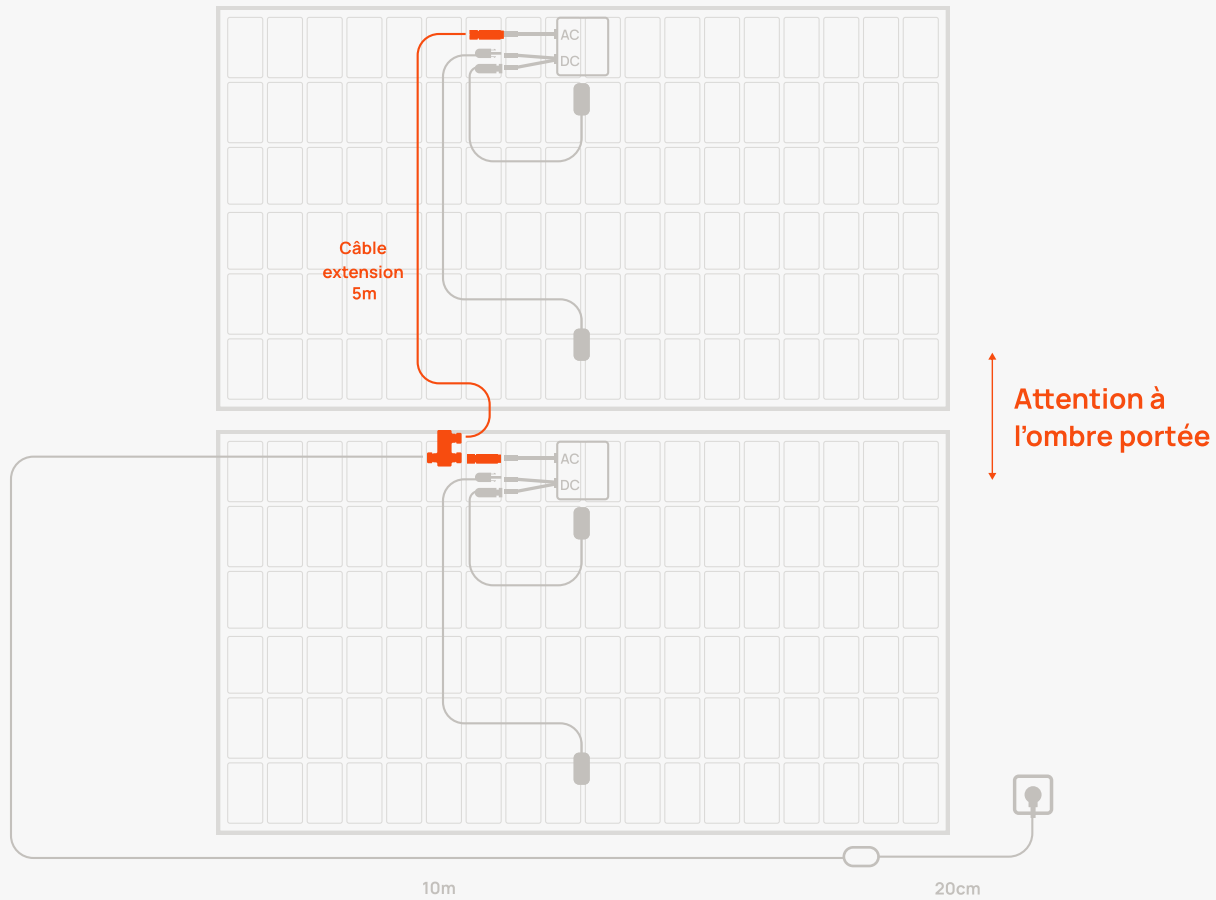 AC
DC
Câble
extension
5m
Attention à
l’ombre portée
AC
DC
10m
20cm